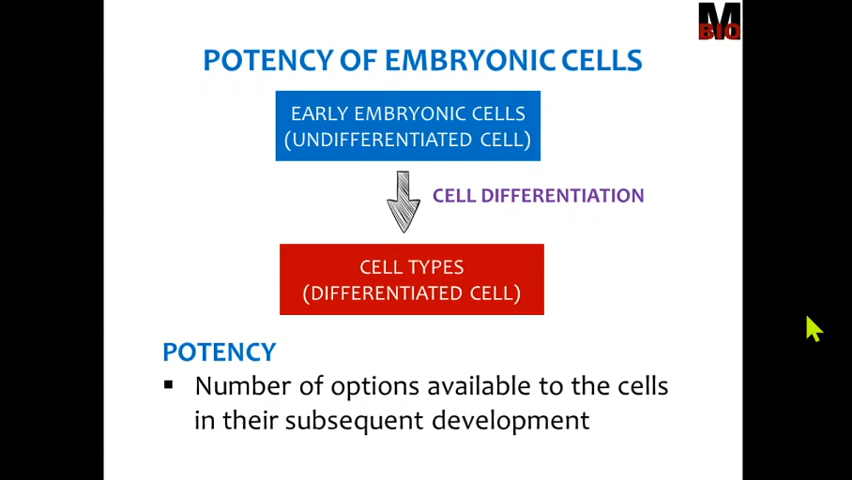 M
BIO
POTENCY OF EMBRYONIC CELLS
EARLY EMBRYONIC CELLS
(UNDIFFERENTIATED CELL)
CELL DIFFERENTIATION
CELL TYPES
(DIFFERENTIATED CELL)
POTENCY
▪ Number of options available to the cells
in their subsequent development